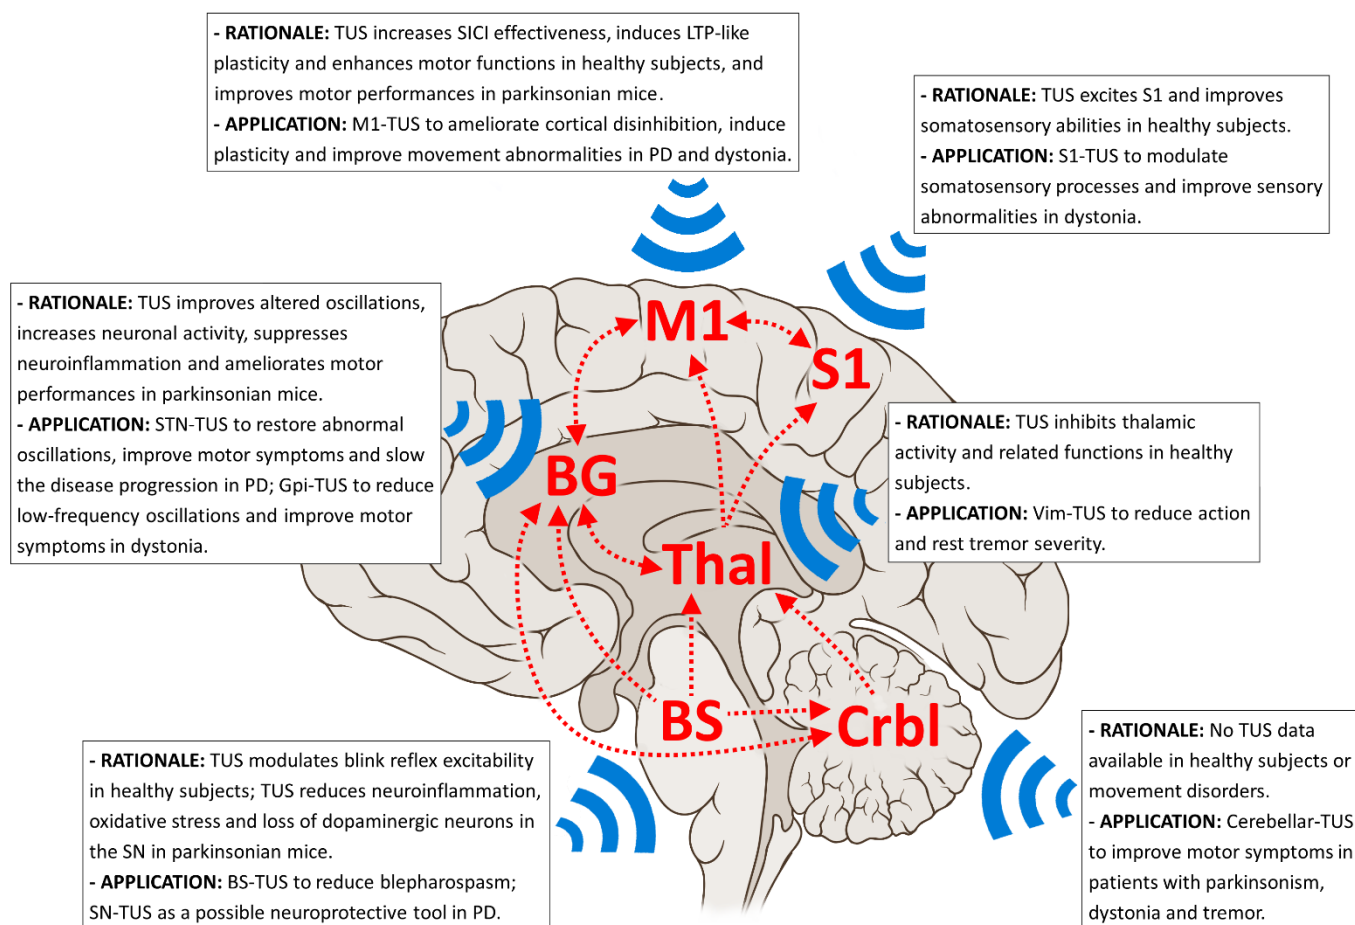 - RATIONALE: TUS increases SICI effectiveness, induces LTP-like
plasticity and enhances motor functions in healthy subjects, and
improves motor performances in parkinsonian mice.
- APPLICATION: M1-TUS to ameliorate cortical disinhibition, induce
plasticity and improve movement abnormalities in PD and dystonia.
- RATIONALE: TUS excites S1 and improves
somatosensory abilities in healthy subjects.
- APPLICATION: S1-TUS to modulate
somatosensory processes and improve sensory
abnormalities in dystonia.
- RATIONALE: TUS improves altered oscillations,
increases neuronal activity, suppresses
neuroinflammation and ameliorates motor
performances in parkinsonian mice.
- APPLICATION: STN-TUS to restore abnormal
oscillations, improve motor symptoms and slow
the disease progression in PD; Gpi-TUS to reduce
low-frequency oscillations and improve motor
symptoms in dystonia.
M1
S1
BG
Thal
BS
Crbl
- RATIONALE: TUS inhibits thalamic
activity and related functions in healthy
subjects.
- APPLICATION: Vim-TUS to reduce action
and rest tremor severity.
- RATIONALE: TUS modulates blink reflex excitability
in healthy subjects; TUS reduces neuroinflammation,
oxidative stress and loss of dopaminergic neurons in
the SN in parkinsonian mice.
- APPLICATION: BS-TUS to reduce blepharospasm;
SN-TUS as a possible neuroprotective tool in PD.
- RATIONALE: No TUS data
available in healthy subjects or
movement disorders.
- APPLICATION: Cerebellar-TUS
to improve motor symptoms in
patients with parkinsonism,
dystonia and tremor.